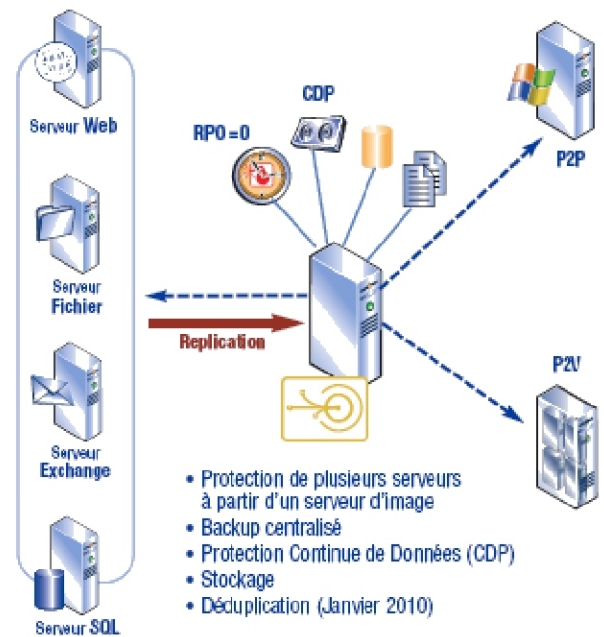 Serveur Web
Serveur
Fichier
Serveur
Exchange
Serveur SQL
RPO=0
CDP
Replication
P2P
P2V
• Protection de plusieurs serveurs
à partir d'un serveur d'image
• Backup centralisé
• Protection Continue de Données (CDP)
• Stockage
• Déduplication (Janvier 2010)